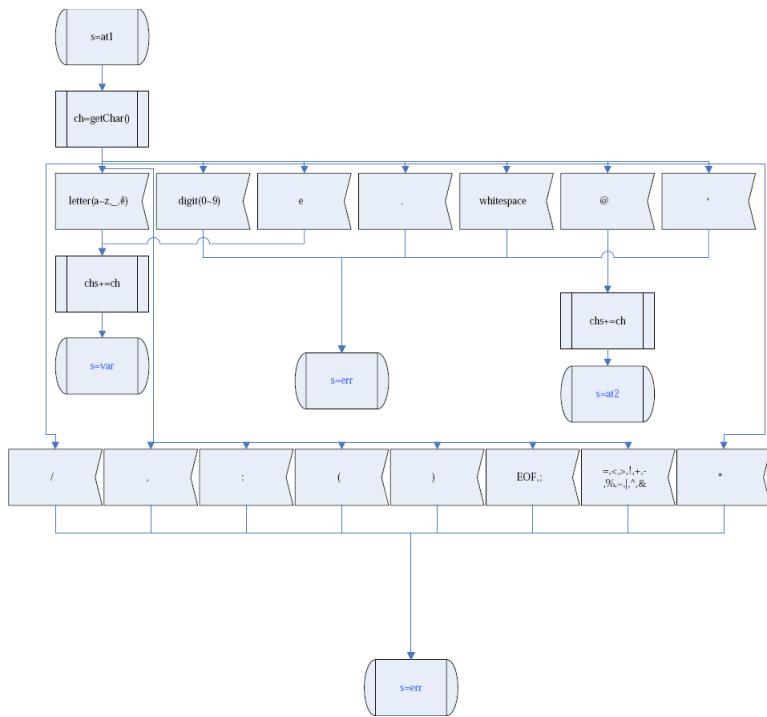 s=at1
ch=getChar()
letter(a~z,_,#)
digit(0~9)
e
.
whitespace
@
‘
chs+=ch
chs+=ch
s=var
s=err
s=at2
/
,
:
(
)
EOF,;
=,<,>,!,+,-
,%,~,|,^,&
*
s=err